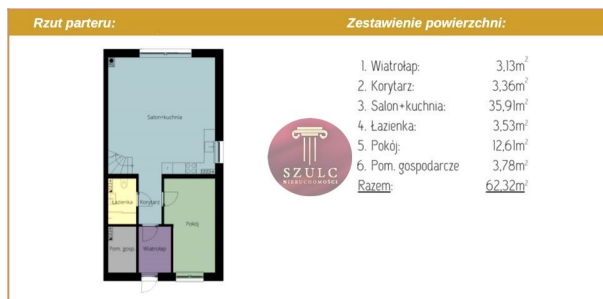 Rzut parteru:
Zestawienie powierzchni:
Salon+kuchnia
Łazienka
Korytarz
Pokój
Pom. gosp.
Wiatrołap
SZULC
NIERUCHOMOŚCI
1. Wiatrołap: 3,13m²
2. Korytarz: 3,36m²
3. Salon+kuchnia: 35,91m²
4. Łazienka: 3,53m²
5. Pokój: 12,61m²
6. Pom. gospodarcze 3,78m²
Razem: 62,32m²